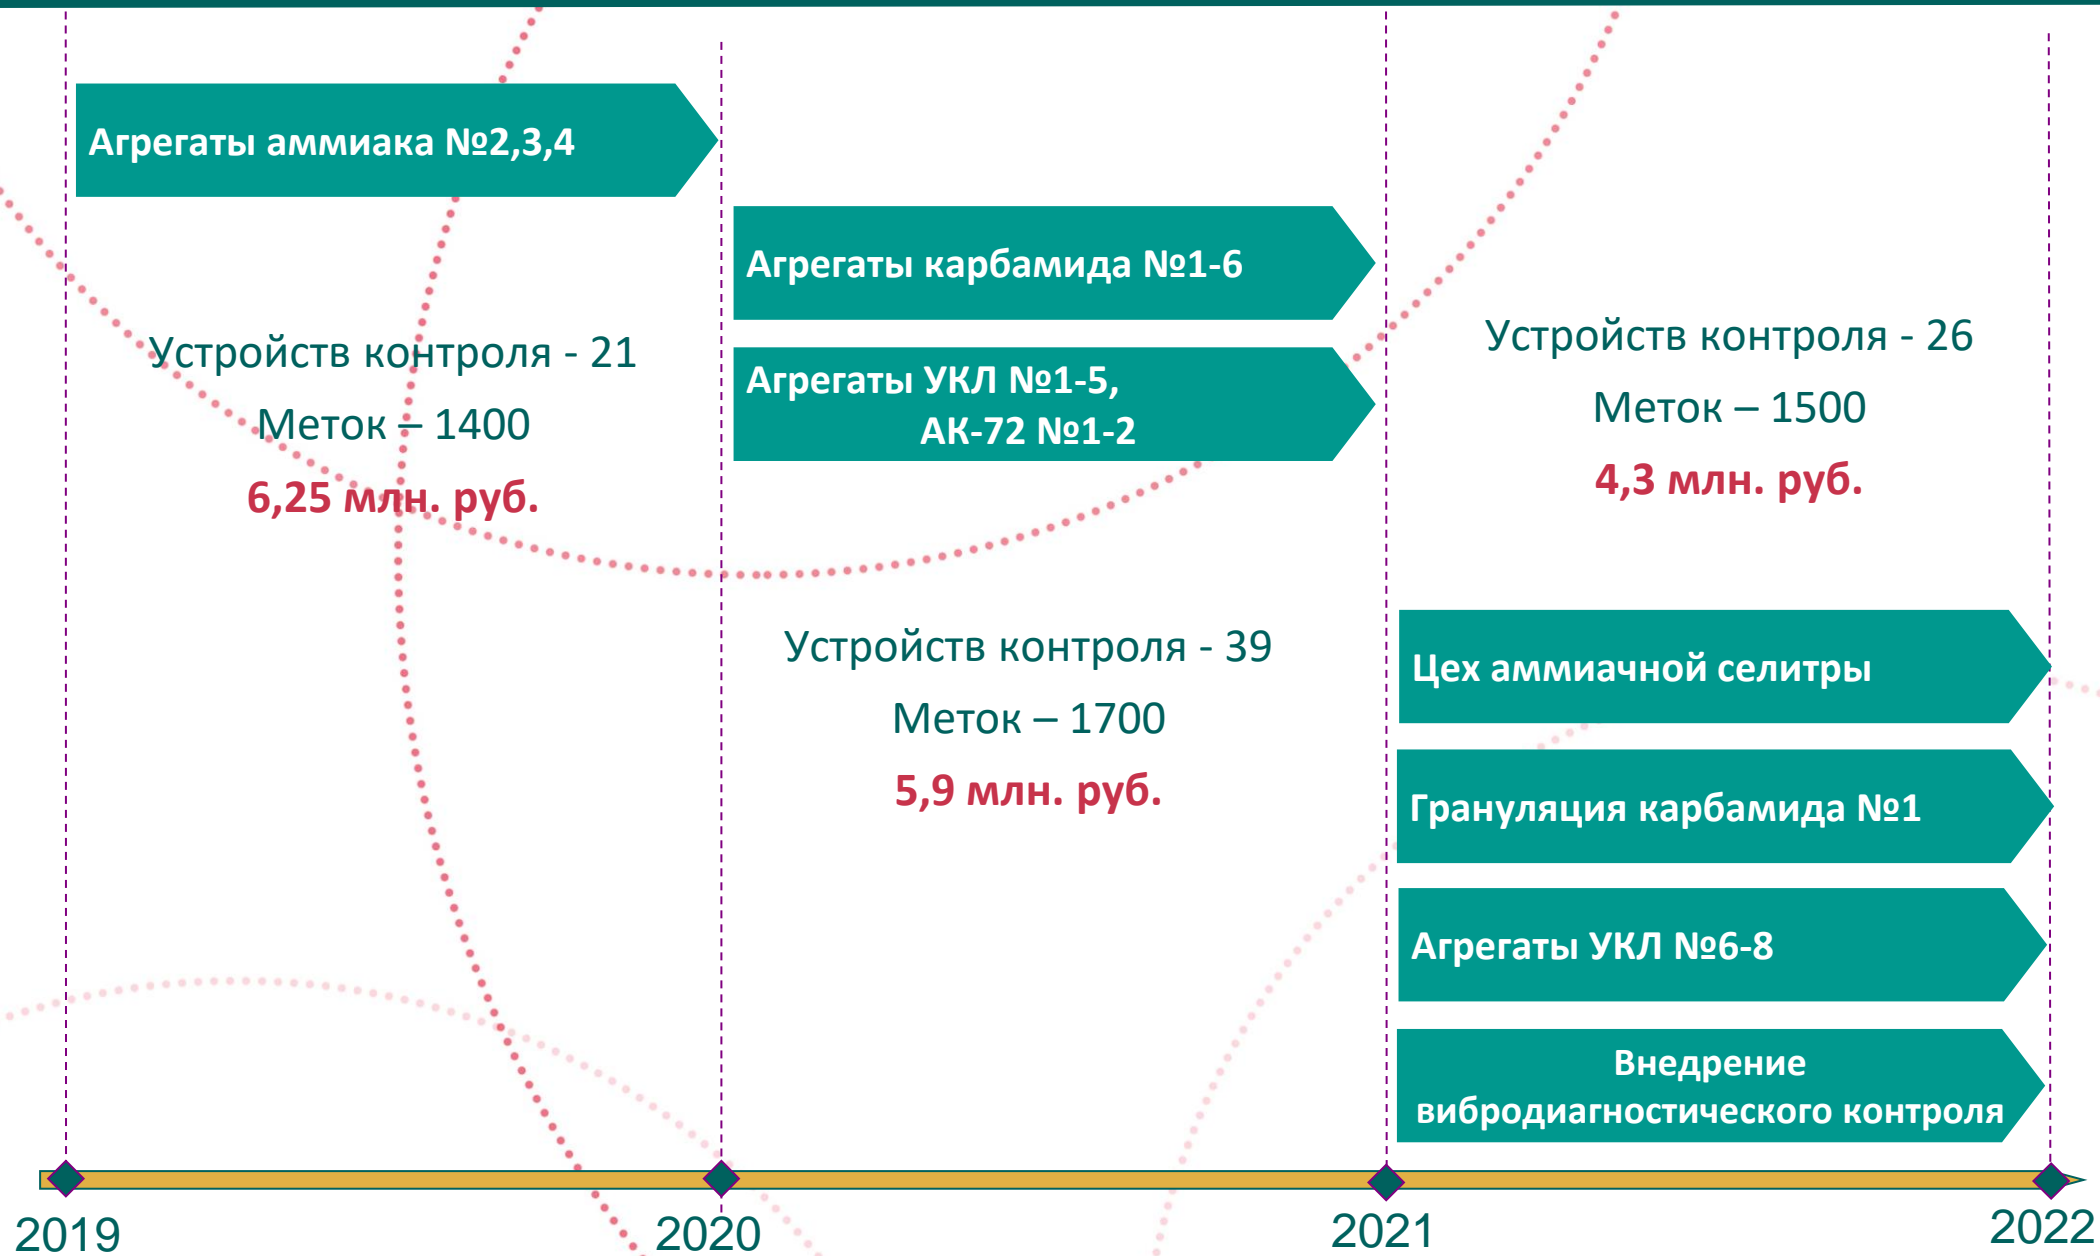 Агрегаты аммиака №2,3,4
Устройств контроля - 21
Меток – 1400
6,25 млн. руб.
Агрегаты карбамида №1-6
Агрегаты УКЛ №1-5,
АК-72 №1-2
Устройств контроля - 39
Меток – 1700
5,9 млн. руб.
Устройств контроля - 26
Меток – 1500
4,3 млн. руб.
Цех аммиачной селитры
Грануляция карбамида №1
Агрегаты УКЛ №6-8
Внедрение
вибродиагностического контроля
2019
2020
2021
2022